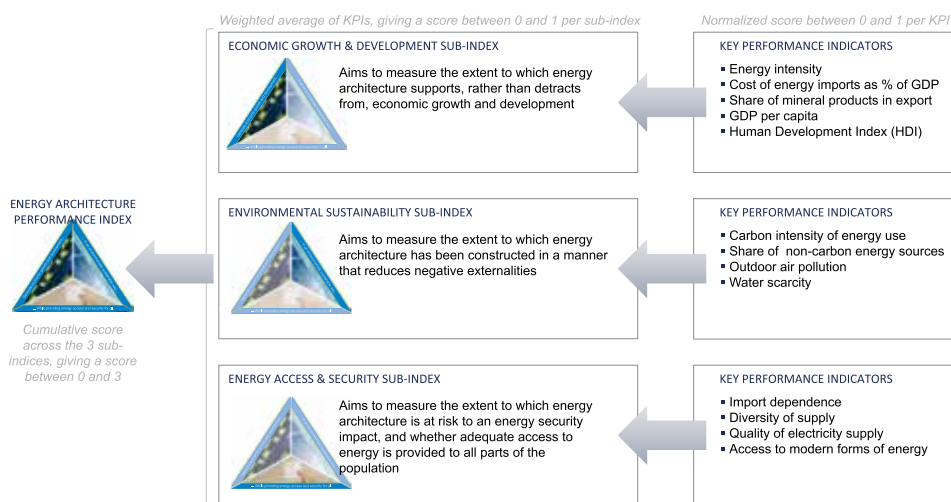 Weighted average of KPIs, giving a score between 0 and 1 per sub-index
Normalized score between 0 and 1 per KPI
ECONOMIC GROWTH & DEVELOPMENT SUB-INDEX
Aims to measure the extent to which energy
architecture supports, rather than detracts
from, economic growth and development
KEY PERFORMANCE INDICATORS
▪ Energy intensity
▪ Cost of energy imports as % of GDP
▪ Share of mineral products in export
▪ GDP per capita
▪ Human Development Index (HDI)
ENERGY ARCHITECTURE
PERFORMANCE INDEX
Cumulative score
across the 3 sub-
indices, giving a score
between 0 and 3
ENVIRONMENTAL SUSTAINABILITY SUB-INDEX
Aims to measure the extent to which energy
architecture has been constructed in a manner
that reduces negative externalities
KEY PERFORMANCE INDICATORS
▪ Carbon intensity of energy use
▪ Share of non-carbon energy sources
▪ Outdoor air pollution
▪ Water scarcity
ENERGY ACCESS & SECURITY SUB-INDEX
Aims to measure the extent to which energy
architecture is at risk to an energy security
impact, and whether adequate access to
energy is provided to all parts of the
population
KEY PERFORMANCE INDICATORS
▪ Import dependence
▪ Diversity of supply
▪ Quality of electricity supply
▪ Access to modern forms of energy